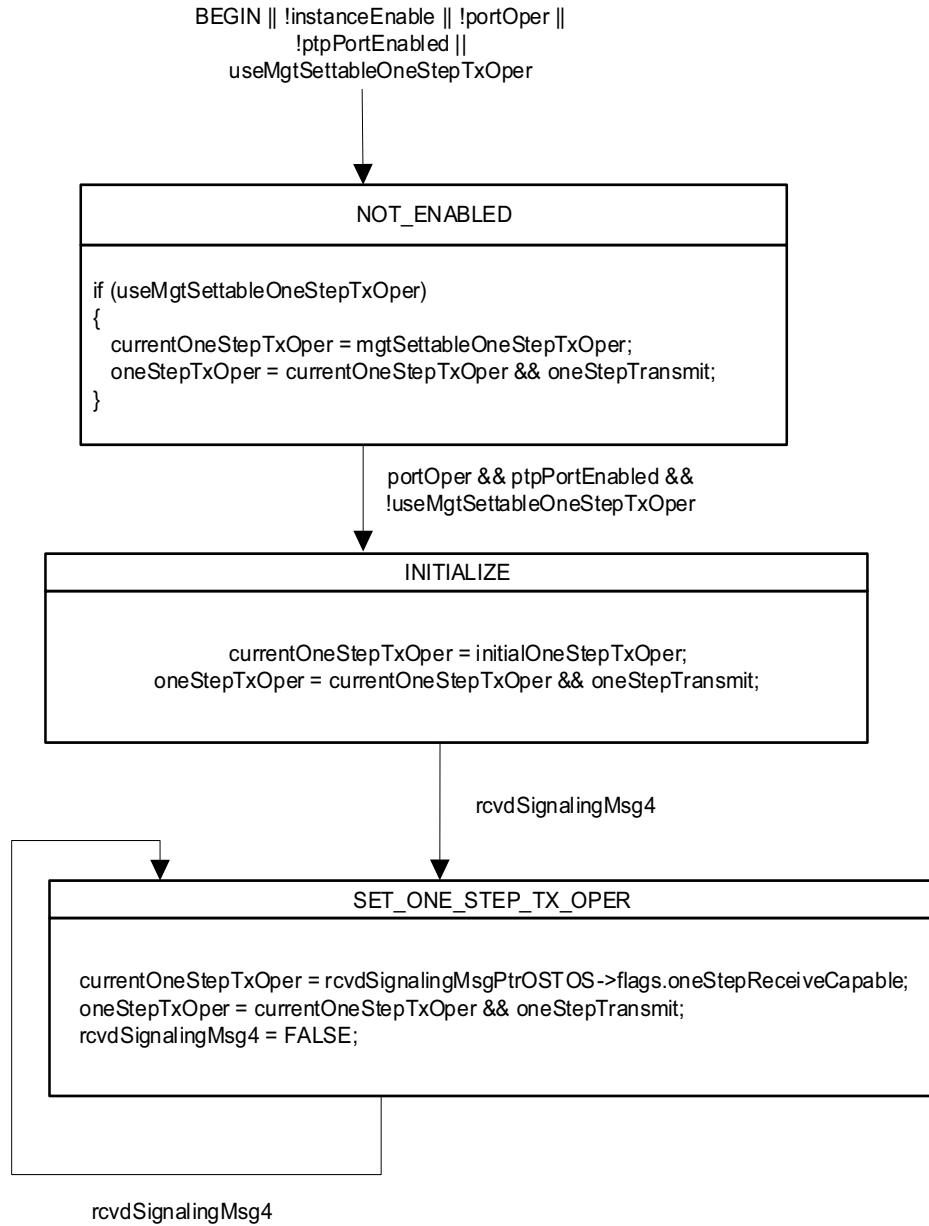 BEGIN || !instanceEnable || !portOper ||
!ptpPortEnabled ||
useMgtSettableOneStepTxOper
NOT_ENABLED
if (useMgtSettableOneStepTxOper)
{
currentOneStepTxOper = mgtSettableOneStepTxOper;
oneStepTxOper = currentOneStepTxOper && oneStepTransmit;
}
portOper && ptpPortEnabled &&
!useMgtSettableOneStepTxOper
INITIALIZE
currentOneStepTxOper = initialOneStepTxOper;
oneStepTxOper = currentOneStepTxOper && oneStepTransmit;
rcvdSignalingMsg4
SET_ONE_STEP_TX_OPER
currentOneStepTxOper = rcvdSignalingMsgPtrOSTOS->flags.oneStepReceiveCapable;
oneStepTxOper = currentOneStepTxOper && oneStepTransmit;
rcvdSignalingMsg4 = FALSE;
rcvdSignalingMsg4